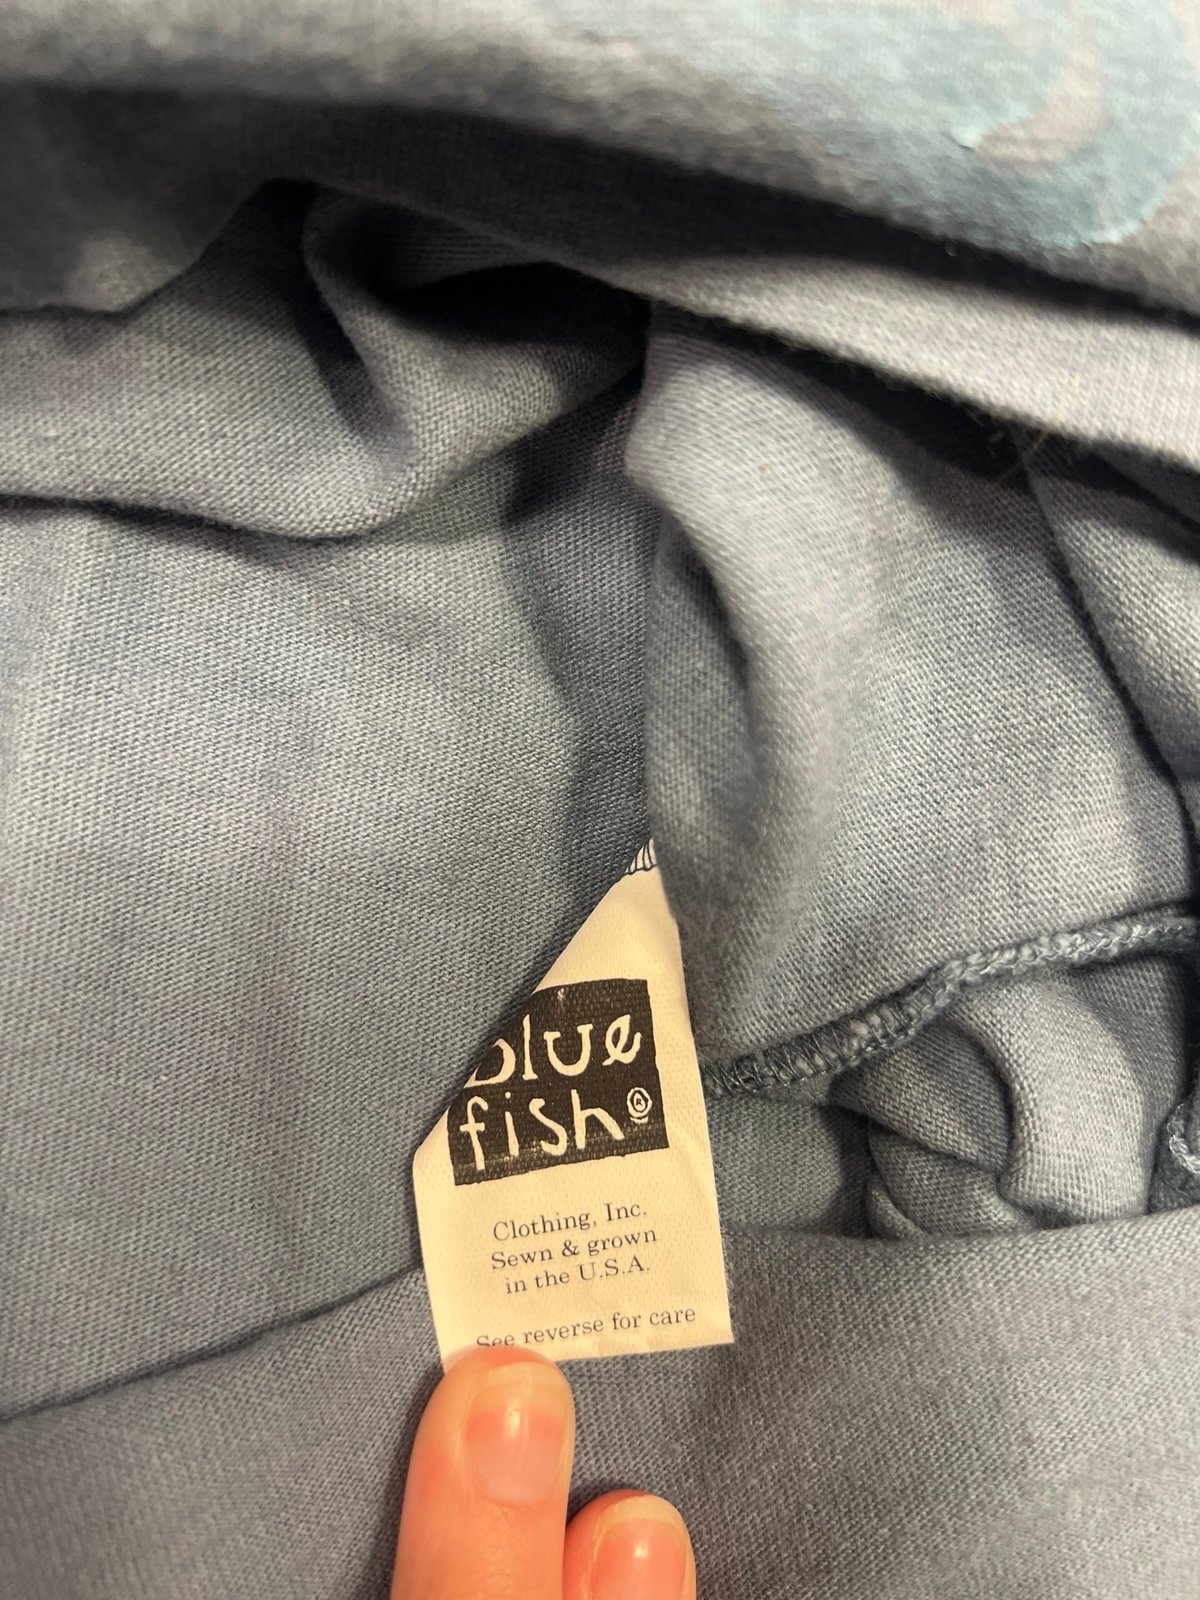 blue
fish®
Clothing, Inc.
Sewn & grown
in the U.S.A.
See reverse for care